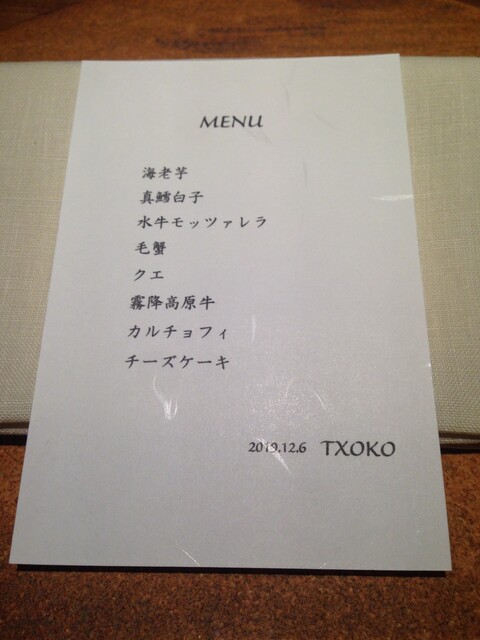 MENU
海老芋
真鱈白子
水牛モッツァレラ
毛蟹
クエ
霧降高原牛
カルチョフィ
チーズケーキ
2019.12.6 TXOKO